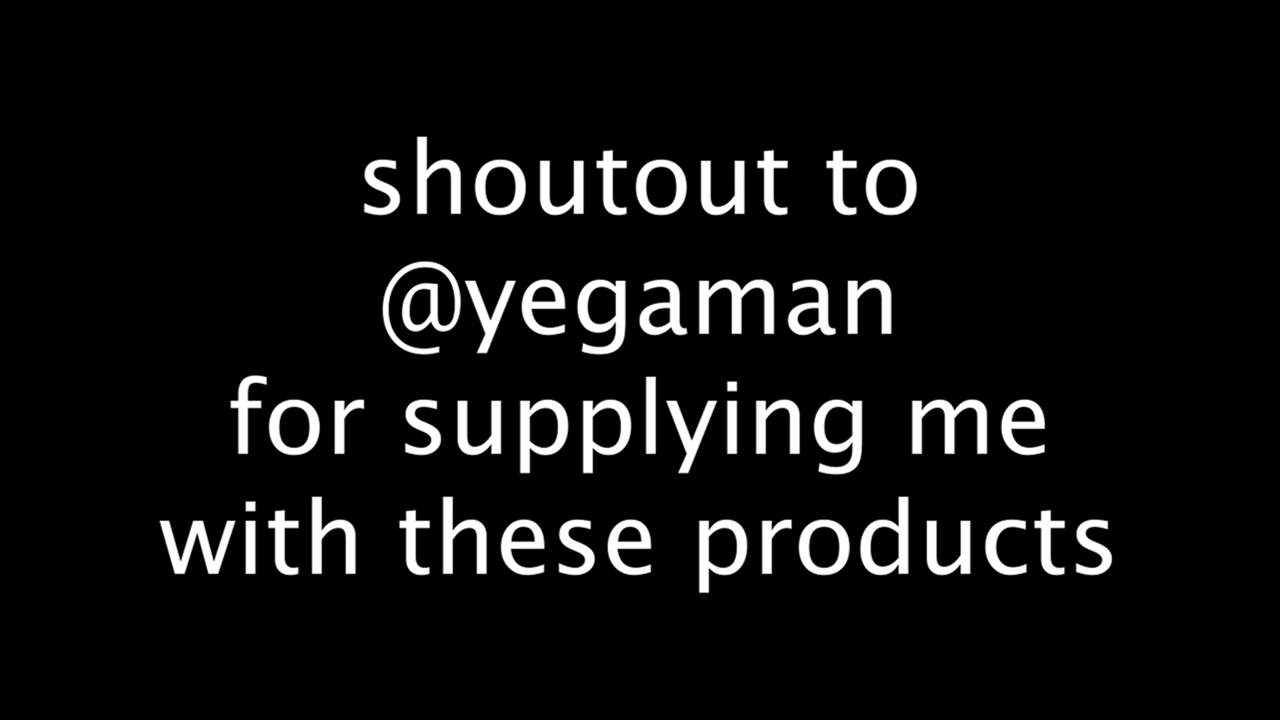 shoutout to
@yegaman
for supplying me
with these products